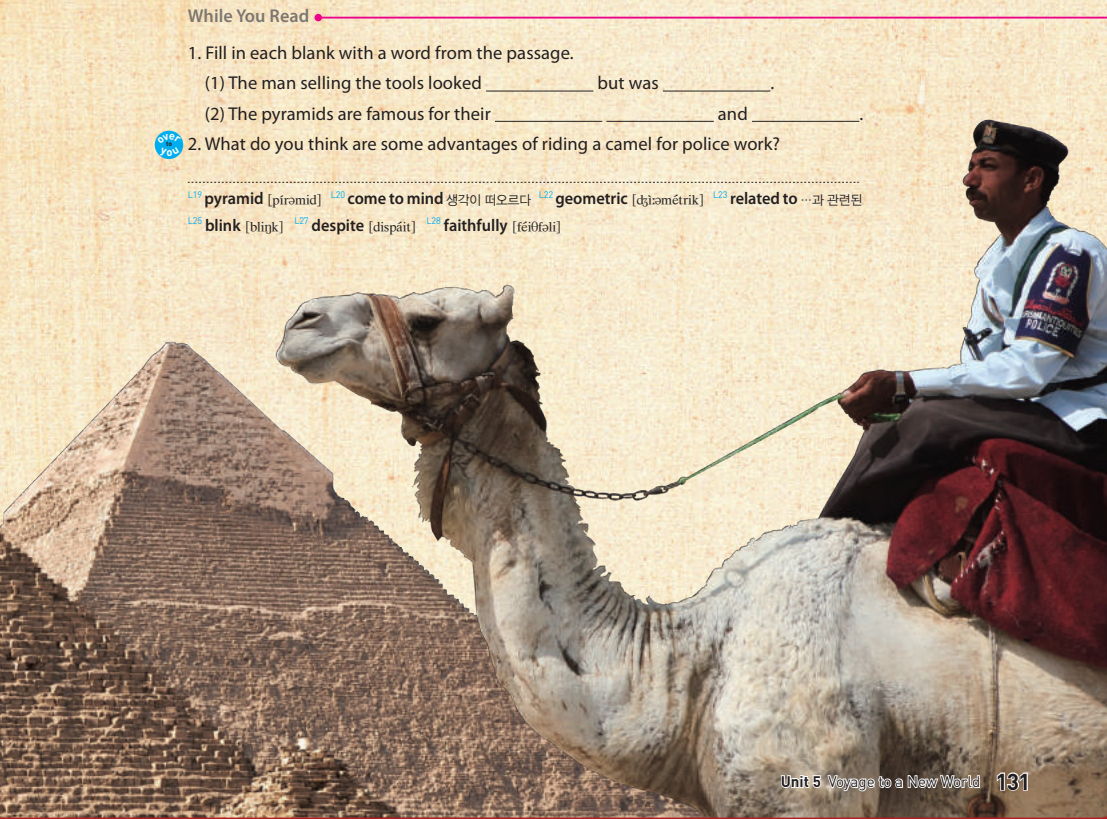 While You Read
1. Fill in each blank with a word from the passage.
(1) The man selling the tools looked ____________ but was ____________.
(2) The pyramids are famous for their ____________ ____________ and ____________.
over to you
2. What do you think are some advantages of riding a camel for police work?
L19 pyramid [pírəmid] L20 come to mind 생각이 떠오르다 L22 geometric [dʒì:əmétrik] L23 related to …과 관련된
L25 blink [bliŋk] L27 despite [dispáit] L28 faithfully [féiθfəli]
POLICE
Unit 5 Voyage to a New World 131